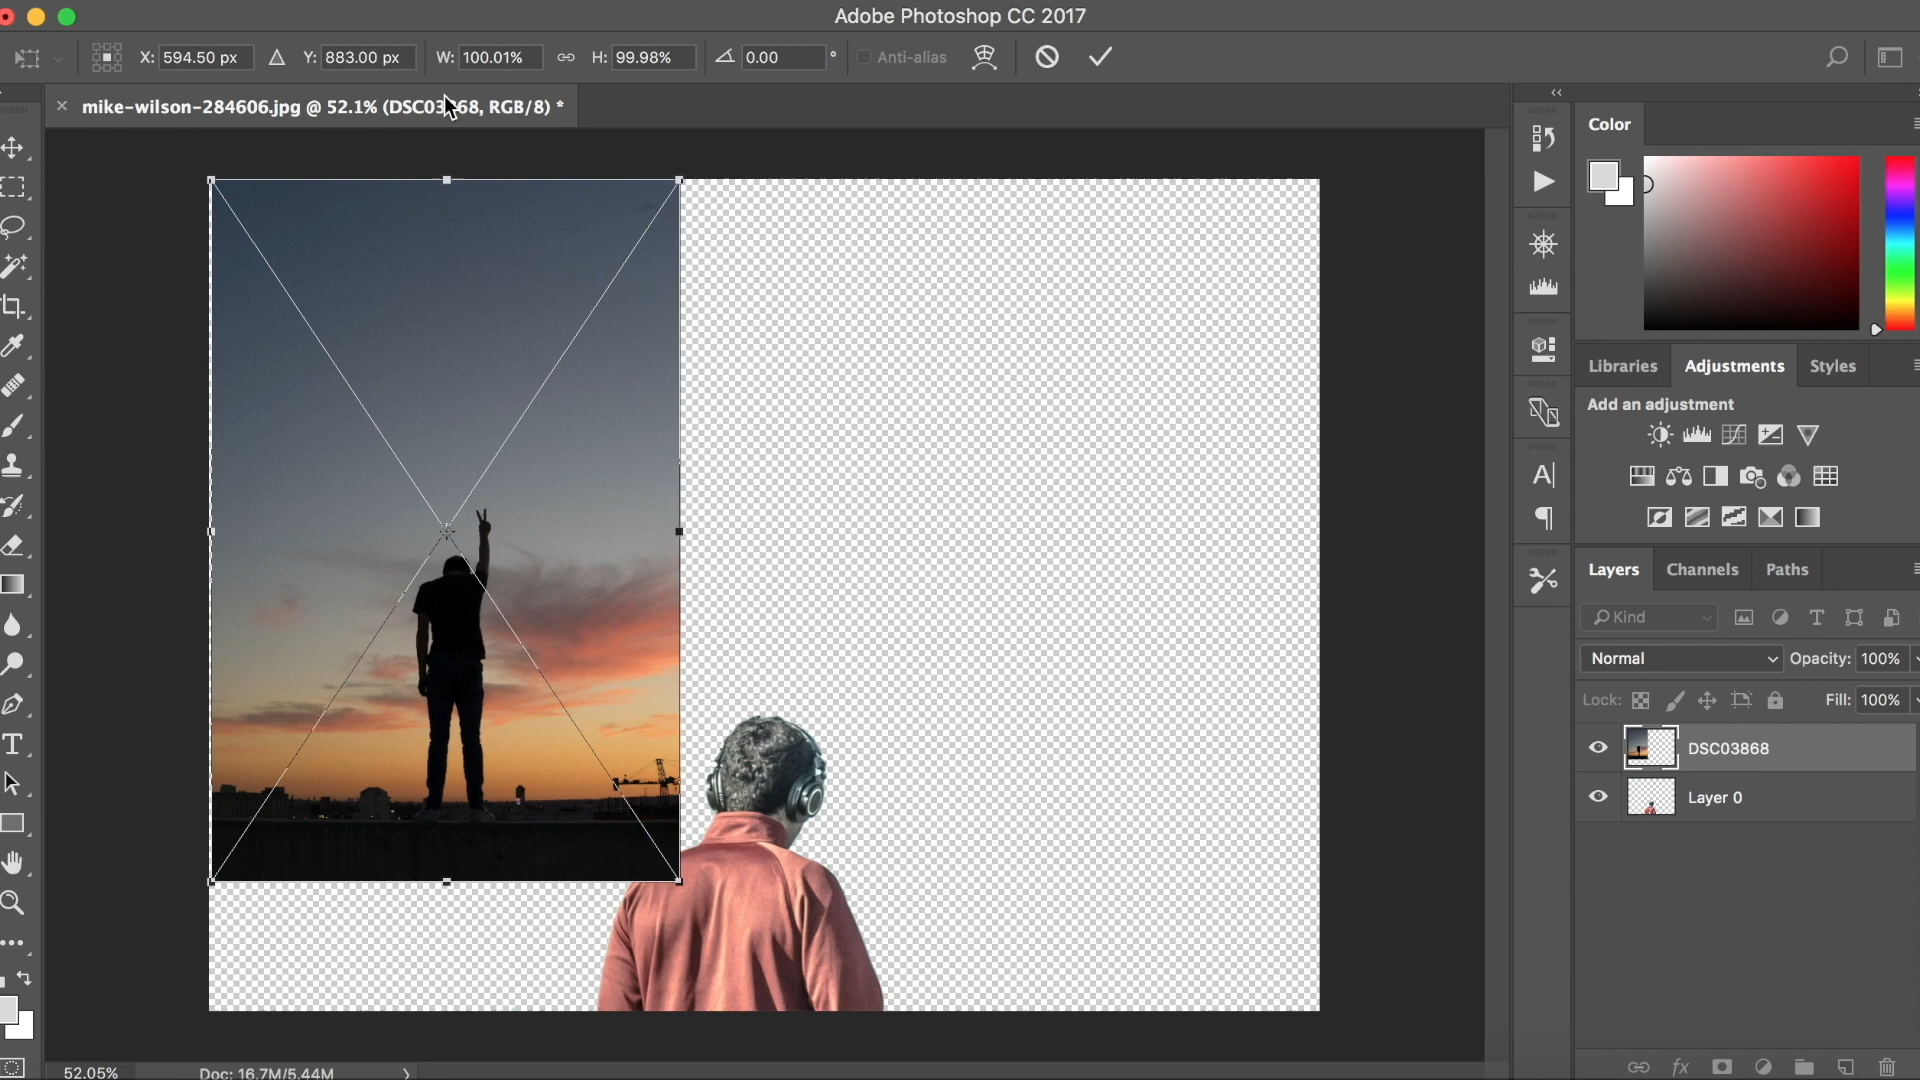 Adobe Photoshop CC 2017
X: 594.50 px Y: 883.00 px W: 100.01% H: 99.98% 0.00 ° Anti-alias
× mike-wilson-284606.jpg @ 52.1% (DSC03868, RGB/8) *
Color
Libraries Adjustments Styles
Add an adjustment
Layers Channels Paths
Kind
Normal Opacity: 100%
Lock: Fill: 100%
DSC03868
Layer 0
52.05% Doc: 16.7M/5.44M